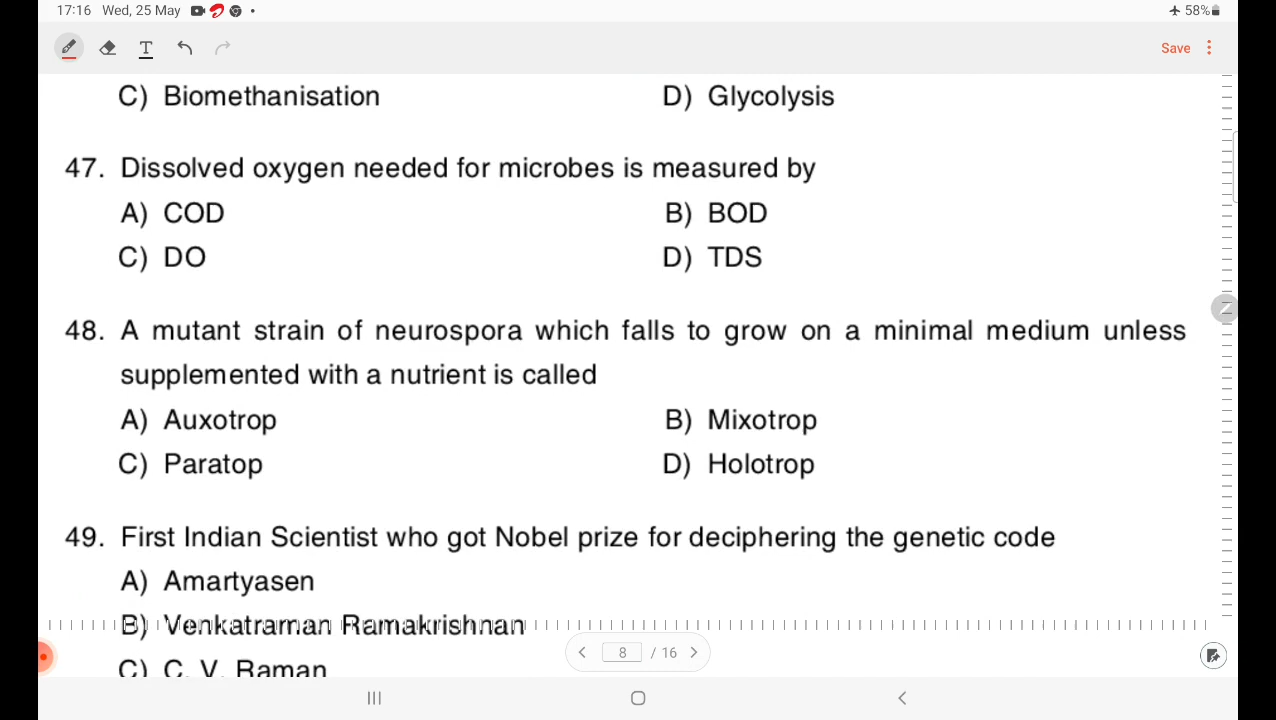 17:16 Wed, 25 May
58%
T
Save
C) Biomethanisation D) Glycolysis
47. Dissolved oxygen needed for microbes is measured by
A) COD B) BOD
C) DO D) TDS
48. A mutant strain of neurospora which falls to grow on a minimal medium unless
supplemented with a nutrient is called
A) Auxotrop B) Mixotrop
C) Paratop D) Holotrop
49. First Indian Scientist who got Nobel prize for deciphering the genetic code
A) Amartyasen
B) Venkatraman Ramakrishnan
C) C. V. Raman
8 / 16